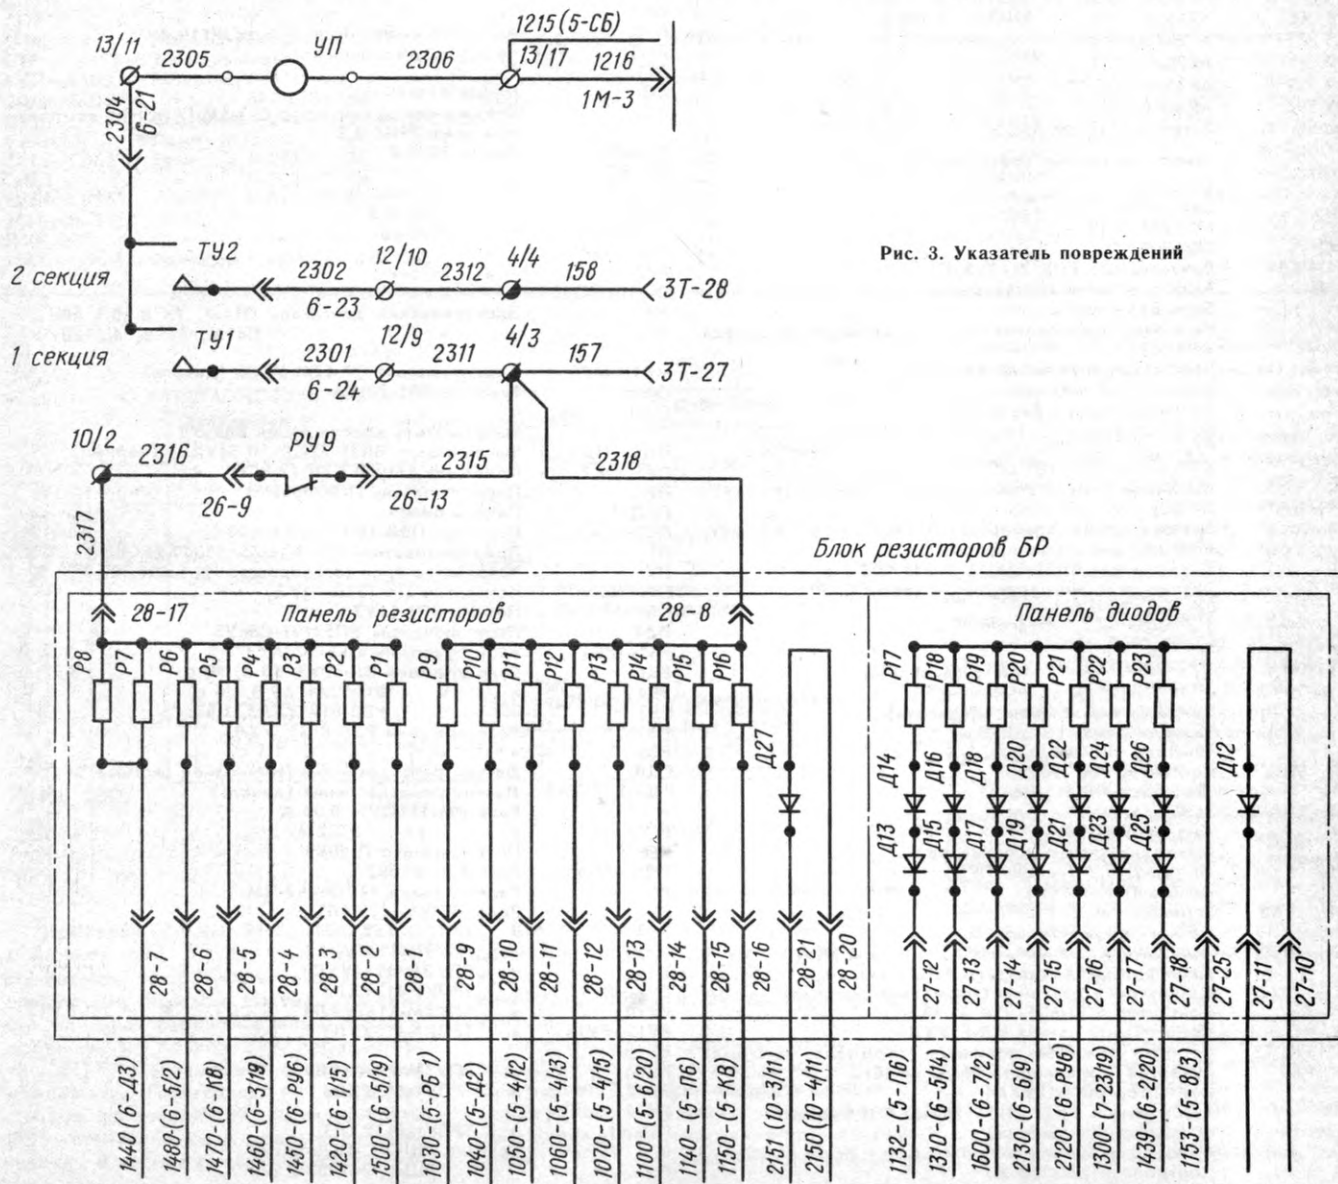 1215(5-СБ)
13/11
2305
УП
2306
13/17
1216
1М-3
2304
6-21
Рис. 3. Указатель повреждений
2 секция
ТУ2
2302
6-23
12/10
2312
4/4
158
3Т-28
1 секция
ТУ1
2301
6-24
12/9
2311
4/3
157
3Т-27
10/2
2316
РУ9
2315
2318
26-9
26-13
2317
Блок резисторов БР
28-17
Панель резисторов
28-8
Панель диодов
Р8
Р7
Р6
Р5
Р4
Р3
Р2
Р1
Р9
Р10
Р11
Р12
Р13
Р14
Р15
Р16
Р17
Р18
Р19
Р20
Р21
Р22
Р23
Д27
Д14
Д16
Д18
Д20
Д22
Д24
Д26
Д12
Д13
Д15
Д17
Д19
Д21
Д23
Д25
28-7
28-6
28-5
28-4
28-3
28-2
28-1
28-9
28-10
28-11
28-12
28-13
28-14
28-15
28-16
28-21
28-20
27-12
27-13
27-14
27-15
27-16
27-17
27-18
27-25
27-11
27-10
1440-(6-Д3)
1480-(6-5/2)
1470-(6-КВ)
1460-(6-3/19)
1450-(6-РУ6)
1420-(6-1/5)
1500-(6-5/19)
1030-(5-РБ1)
1040-(5-Д2)
1050-(5-4/12)
1060-(5-4/13)
1070-(5-4/16)
1100-(5-6/20)
1140-(5-П6)
1150-(5-КВ)
2151(10-3/11)
2150(10-4/11)
1132-(5-П6)
1210-(6-5/14)
1600-(6-7/2)
2130(6-6/9)
2120(6-РЧ6)
1300(7-23/19)
1439(6-2/20)
1153(5-8/13)